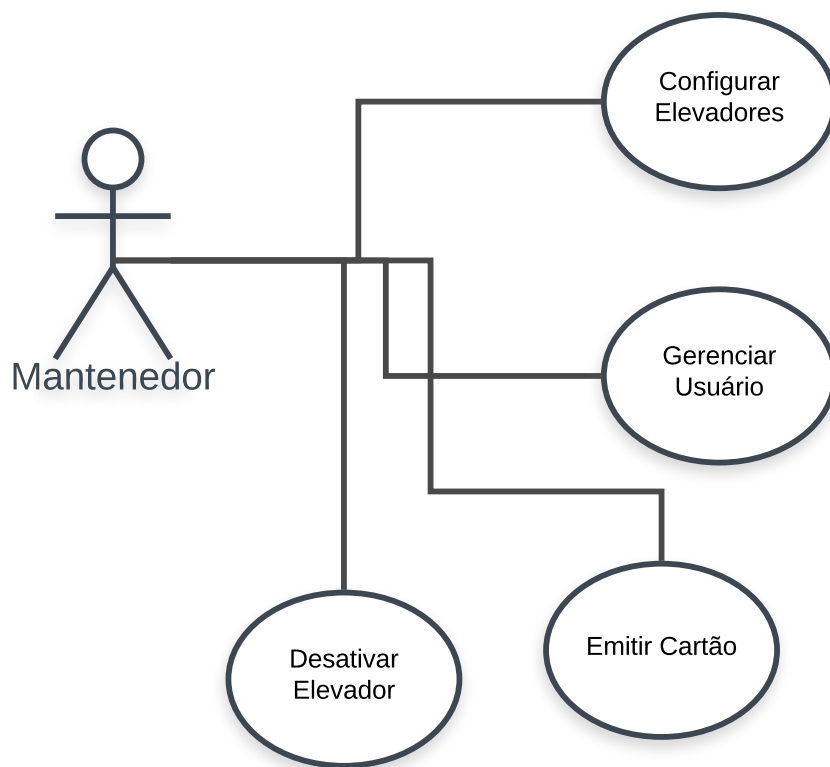 Configurar
Elevadores
Mantenedor
Gerenciar
Usuário
Desativar
Elevador
Emitir Cartão